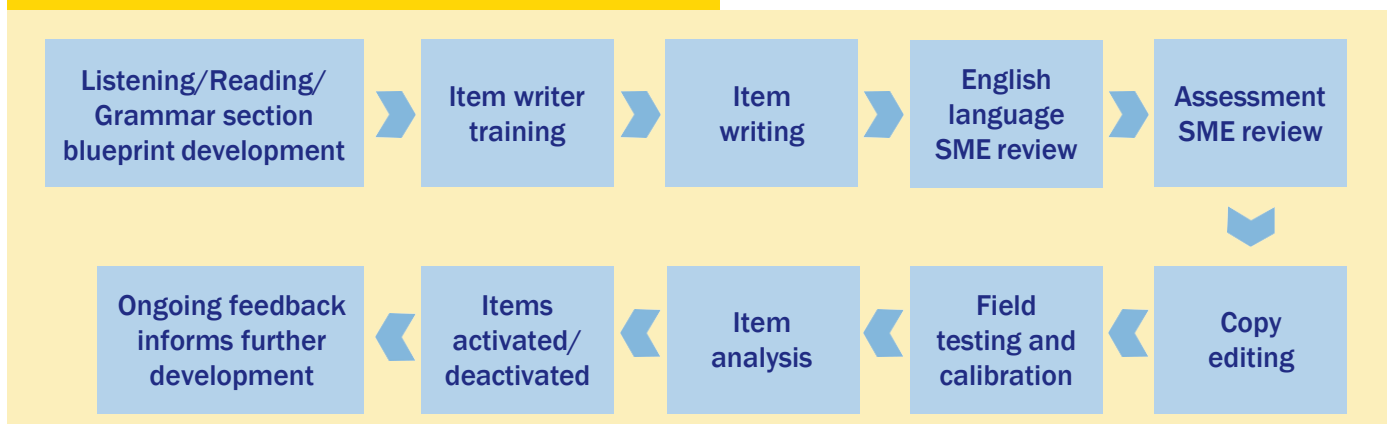 Listening/Reading/
Grammar section
blueprint development
Item writer
training
Item
writing
English
language
SME review
Assessment
SME review
Copy
editing
Field
testing and
calibration
Item
analysis
Items
activated/
deactivated
Ongoing feedback
informs further
development